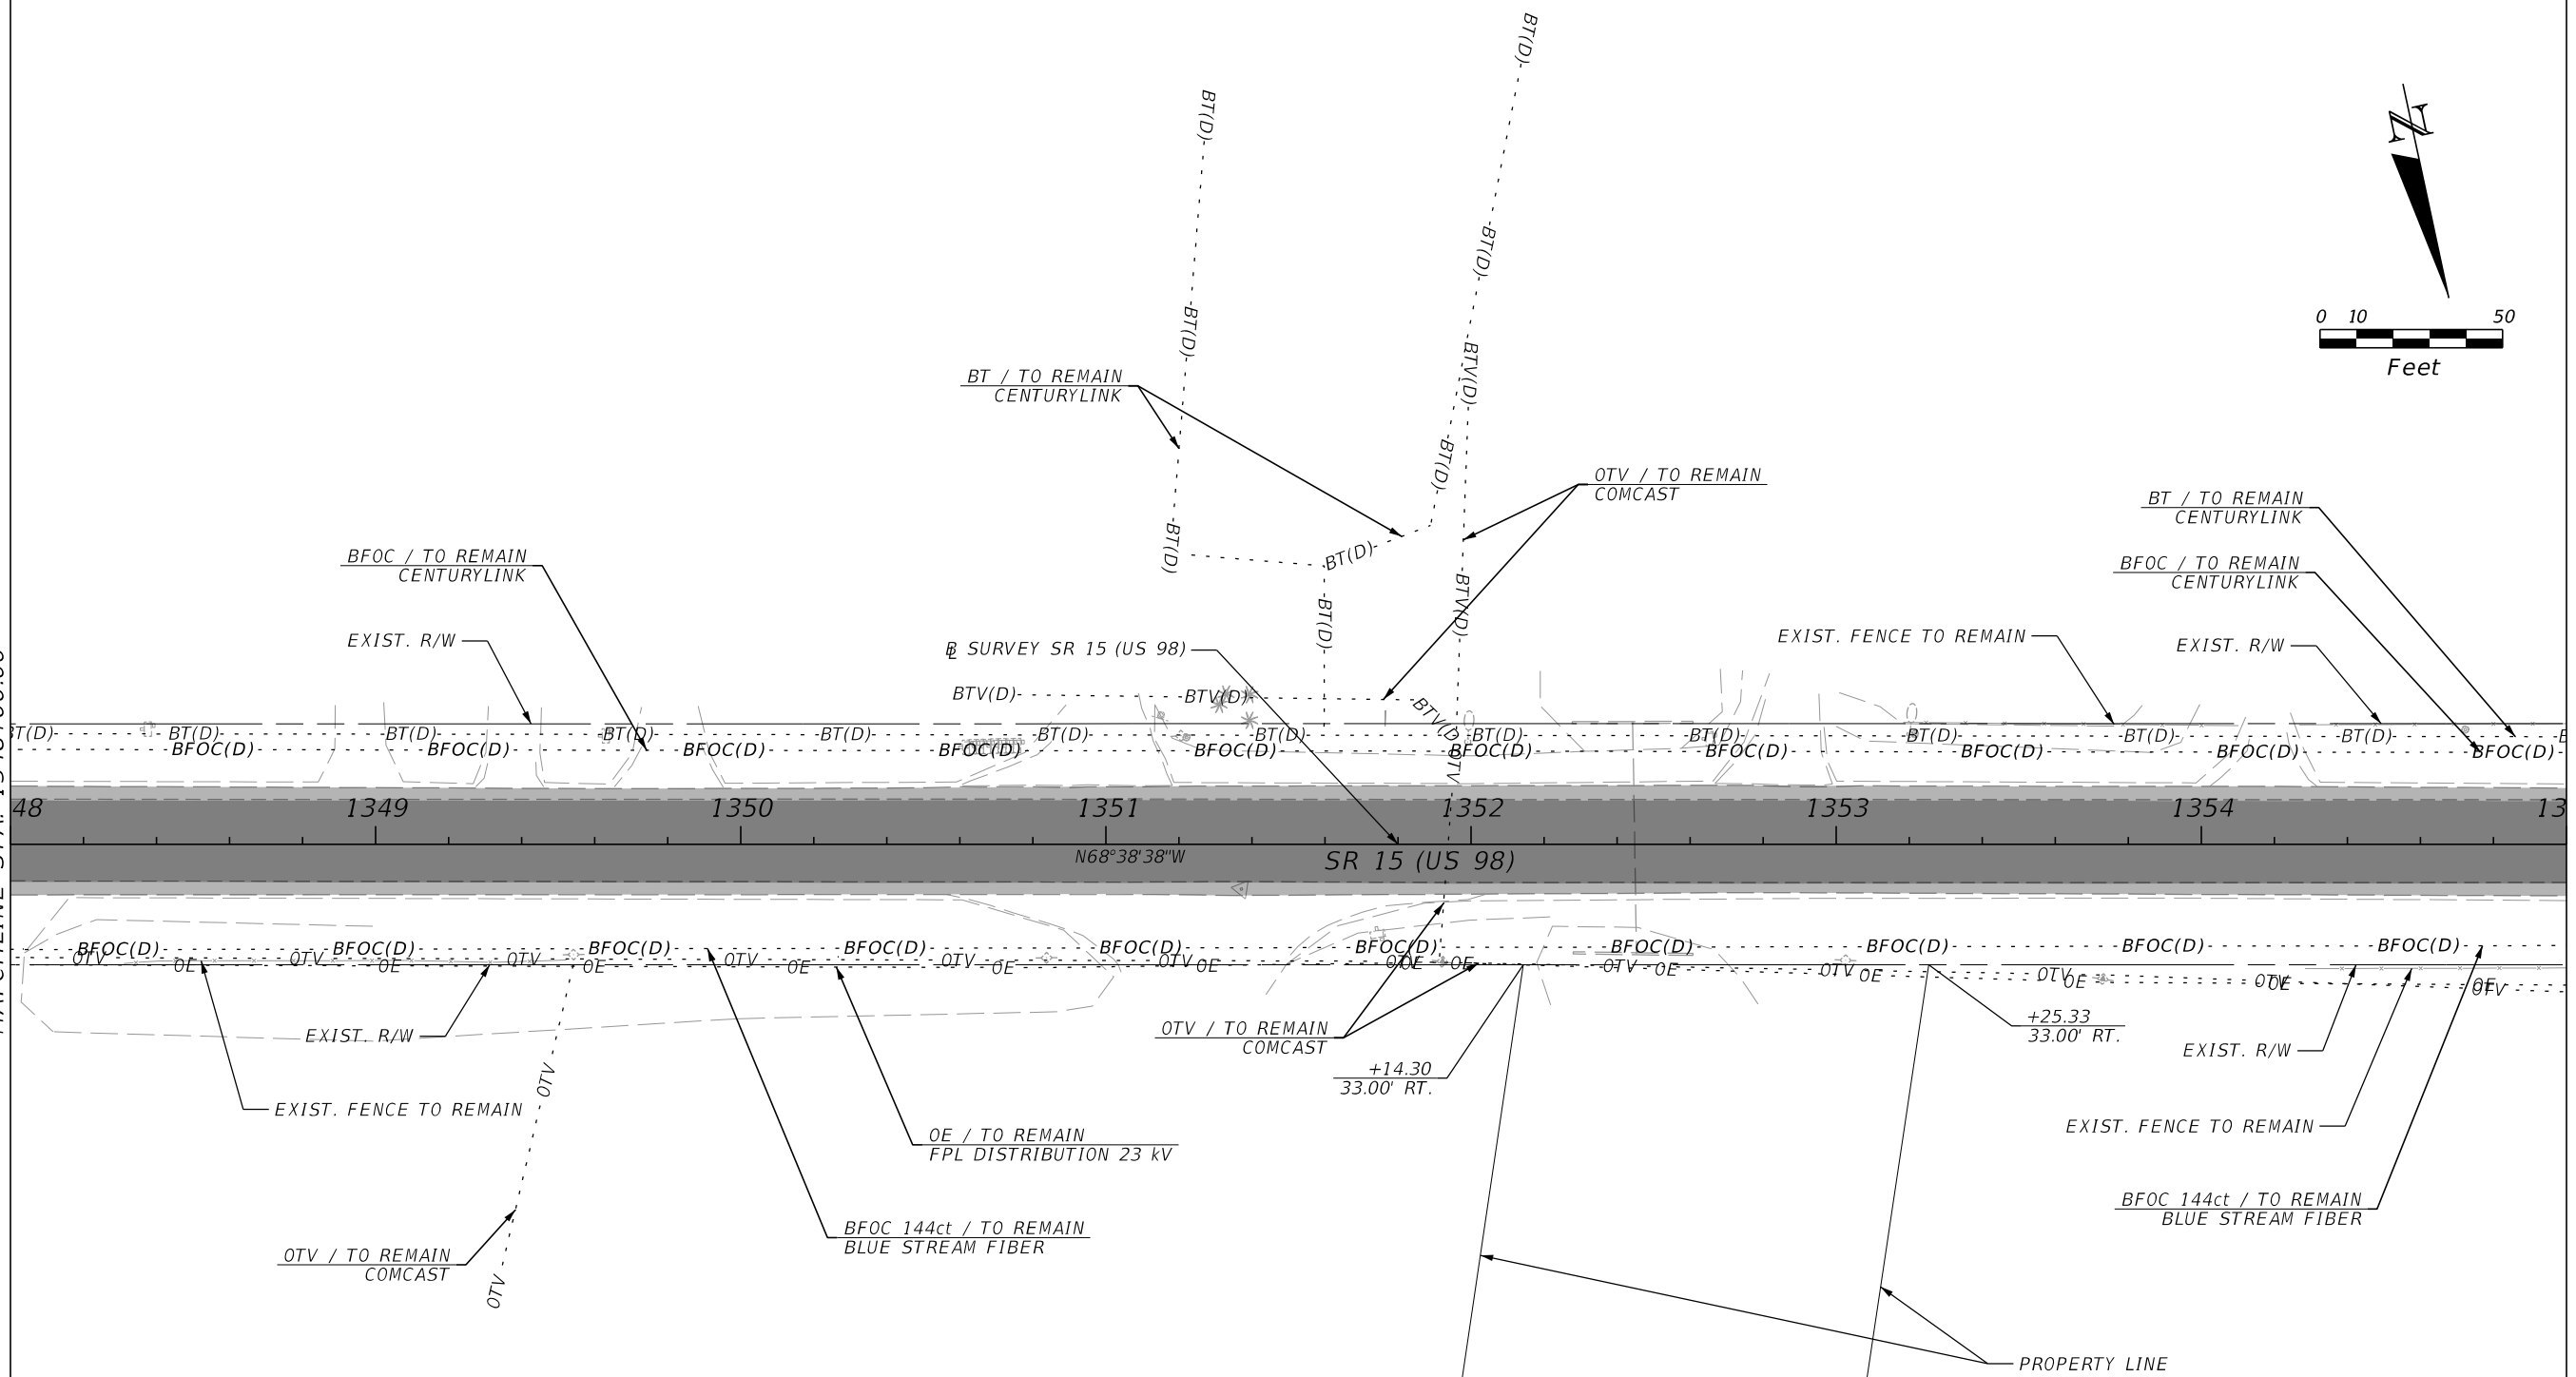 BT(D)
BT(D)
BT(D)
BT(D)
N
0 10 50
Feet
BTV(D)
BT / TO REMAIN
CENTURYLINK
BT(D)
OTV / TO REMAIN
COMCAST
BT / TO REMAIN
CENTURYLINK
BT(D)
BT(D)
BFOC / TO REMAIN
CENTURYLINK
BFOC / TO REMAIN
CENTURYLINK
BT(D)
BTV(D)
EXIST. R/W
SURVEY SR 15 (US 98)
EXIST. FENCE TO REMAIN
EXIST. R/W
BTV(D)
BTV(D)
BTV(D)
BT(D)
BT(D)
BT(D)
BT(D)
BT(D)
BT(D)
BT(D)
BT(D)
BT(D)
BT(D)
BT(D)
BFOC(D)
BFOC(D)
BFOC(D)
BFOC(D)
BFOC(D)
BFOC(D)
BFOC(D)
BFOC(D)
BFOC(D)
BFOC(D)
OTV
48 1349 1350 1351 1352 1353 1354 13
N68°38'38"W
SR 15 (US 98)
BFOC(D)
BFOC(D)
BFOC(D)
BFOC(D)
BFOC(D)
BFOC(D)
BFOC(D)
BFOC(D)
BFOC(D)
BFOC(D)
OTV
OE
OTV
OE
OTV
OE
OTV
OE
OTV
OE
OTV
OE
OTV
OE
OE
OTV
OE
OTV
OE
OTV
OE
OTV
OE
OE
OTV
EXIST. R/W
OTV / TO REMAIN
COMCAST
+25.33
33.00' RT.
EXIST. R/W
+14.30
33.00' RT.
OTV
EXIST. FENCE TO REMAIN
EXIST. FENCE TO REMAIN
OE / TO REMAIN
FPL DISTRIBUTION 23 kV
BFOC 144ct / TO REMAIN
BLUE STREAM FIBER
BFOC 144ct / TO REMAIN
BLUE STREAM FIBER
OTV / TO REMAIN
COMCAST
OTV
PROPERTY LINE